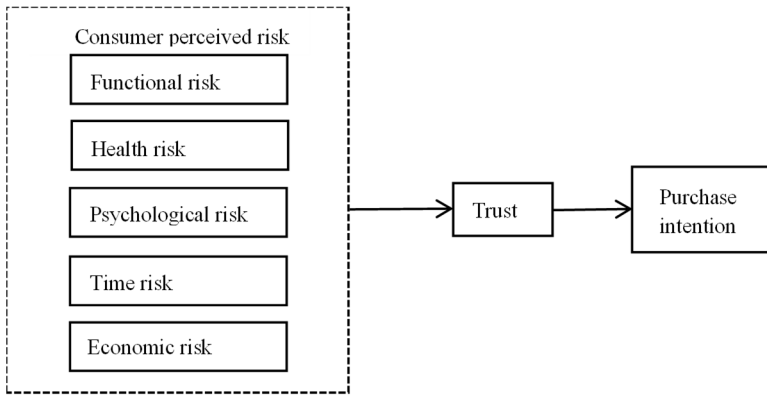 Consumer perceived risk
Functional risk
Health risk
Psychological risk
Time risk
Economic risk
Trust
Purchase
intention